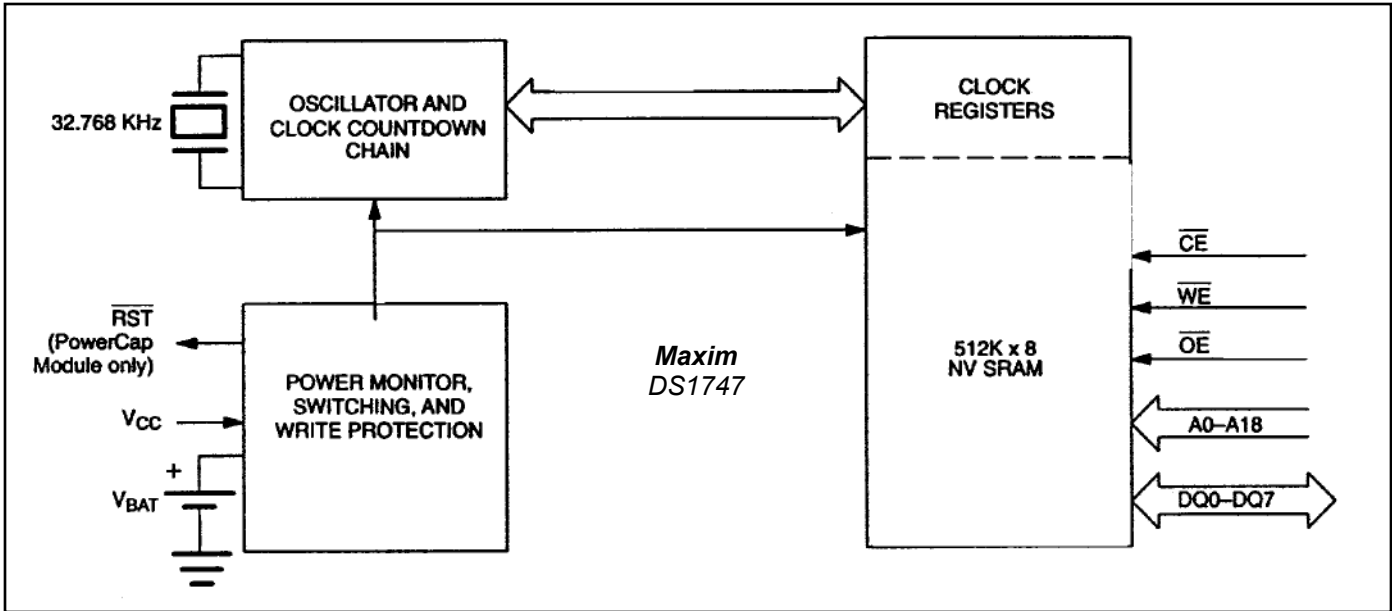 32.768 KHz
OSCILLATOR AND
CLOCK COUNTDOWN
CHAIN
CLOCK
REGISTERS
RST
(PowerCap
Module only)
VCC
+
VBAT
POWER MONITOR,
SWITCHING, AND
WRITE PROTECTION
Maxim
DS1747
512K x 8
NV SRAM
CE
WE
OE
A0–A18
DQ0–DQ7